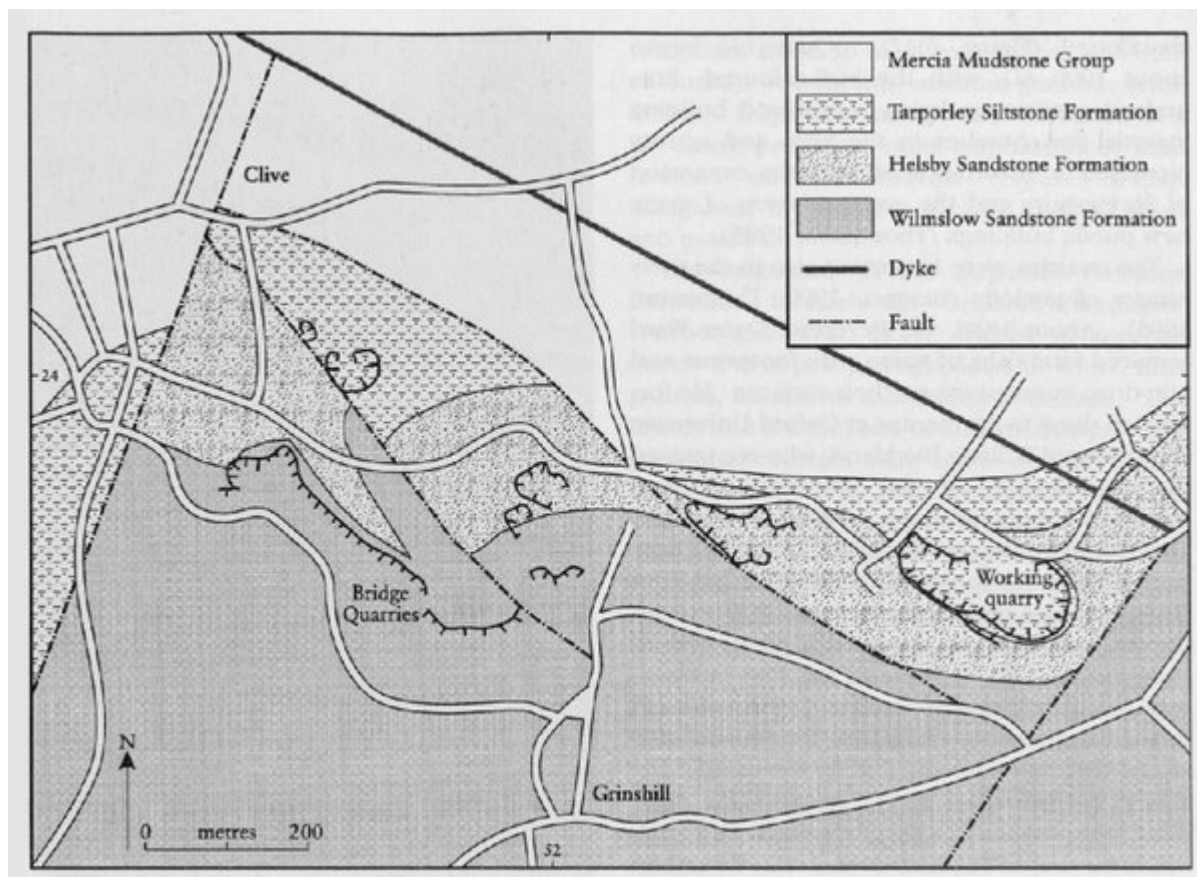 Mercia Mudstone Group
Tarporley Siltstone Formation
Helsby Sandstone Formation
Wilmslow Sandstone Formation
Dyke
Fault
Clive
24
Working
quarry
Bridge
Quarries
N
Grinshill
0 metres 200
52